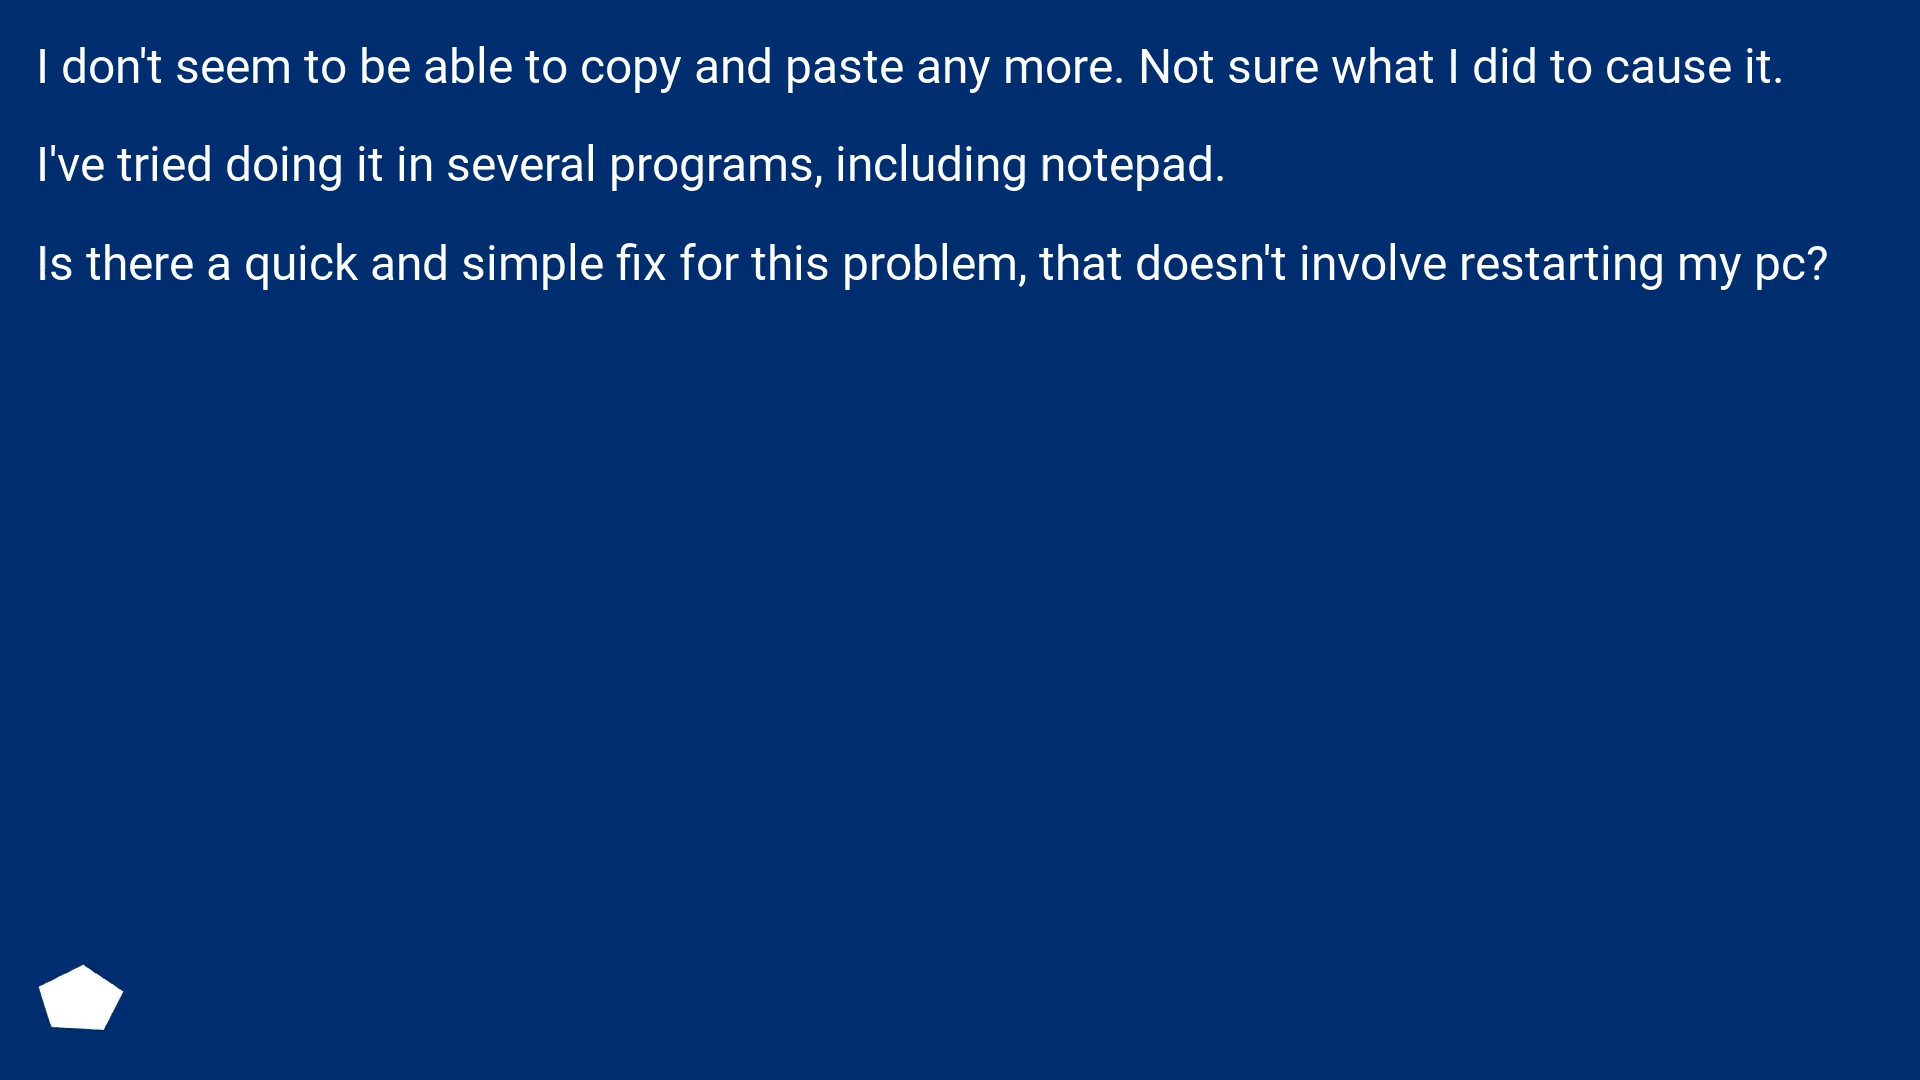 I don't seem to be able to copy and paste any more. Not sure what I did to cause it.
I've tried doing it in several programs, including notepad.
Is there a quick and simple fix for this problem, that doesn't involve restarting my pc?